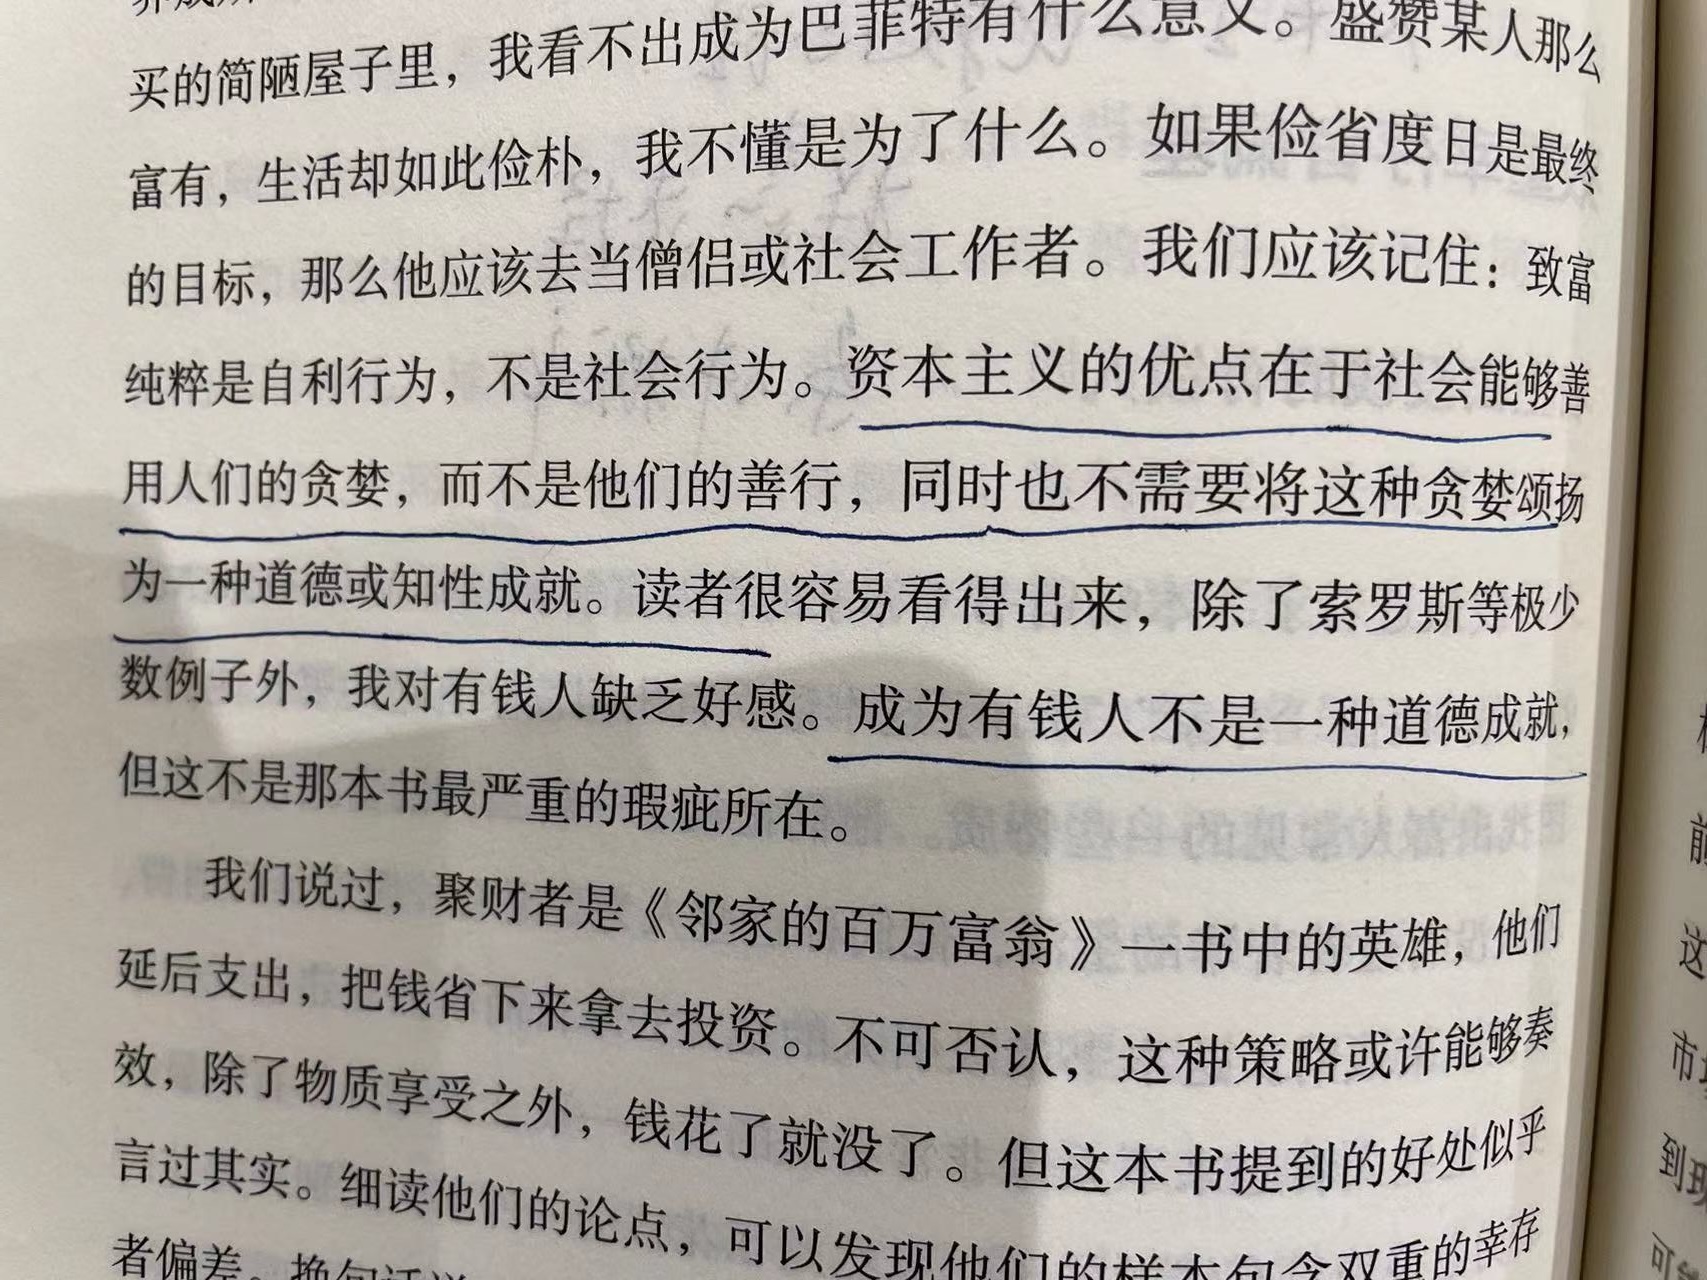 买的简陋屋子里，我看不出成为巴菲特有什么意义。盛赞某人那么
富有，生活却如此俭朴，我不懂是为了什么。如果俭省度日是最终
的目标，那么他应该去当僧侣或社会工作者。我们应该记住：致富
纯粹是自利行为，不是社会行为。资本主义的优点在于社会能够善
用人们的贪婪，而不是他们的善行，同时也不需要将这种贪婪颂扬
为一种道德或知性成就。读者很容易看得出来，除了索罗斯等极少
数例子外，我对有钱人缺乏好感。成为有钱人不是一种道德成就，
但这不是那本书最严重的瑕疵所在。
我们说过，聚财者是《邻家的百万富翁》一书中的英雄，他们
延后支出，把钱省下来拿去投资。不可否认，这种策略或许能够奏
效，除了物质享受之外，钱花了就没了。但这本书提到的好处似乎
言过其实。细读他们的论点，可以发现他们的样本包含双重的幸存
者偏差。换句话说
这
市
到现
可能